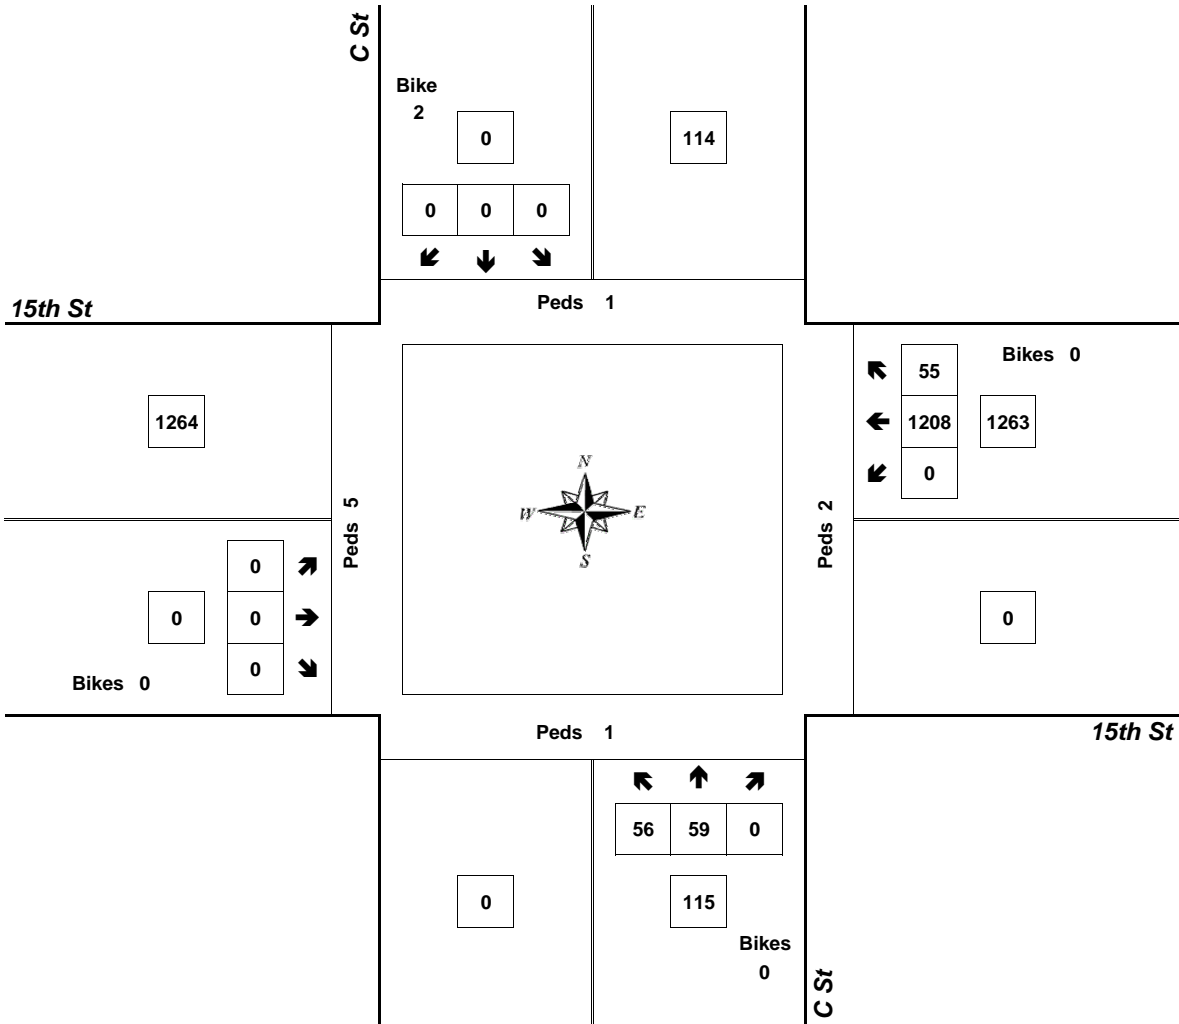 C St
Bike
2
0
114
0 0 0
Peds 1
15th St
Bikes 0
55
1264
1208 1263
0
N
W E
S
Peds 5
Peds 2
0
0 0
0
0
Bikes 0
Peds 1
15th St
56 59 0
0
115
Bikes
0
C St